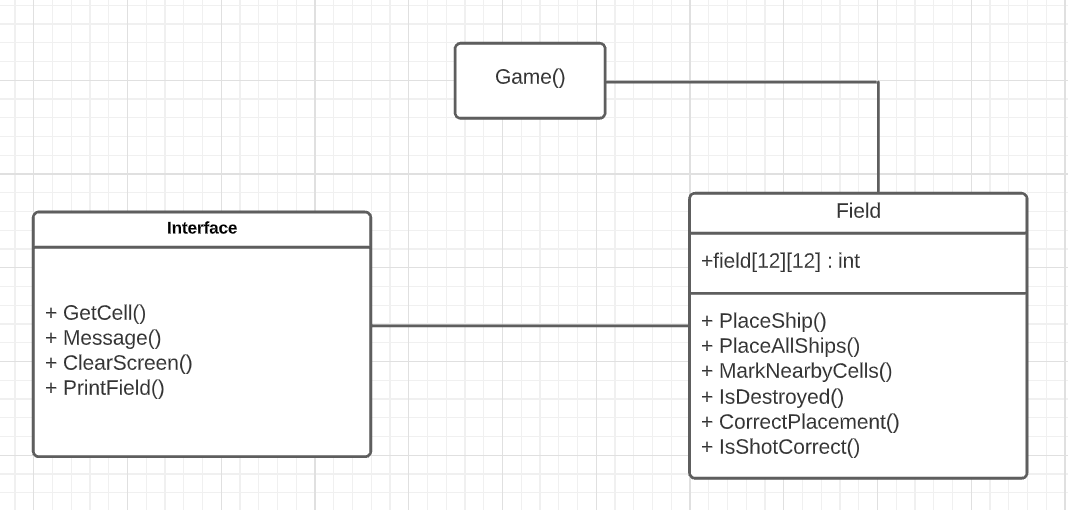 Game()
Interface
+ GetCell()
+ Message()
+ ClearScreen()
+ PrintField()
Field
+field[12][12] : int
+ PlaceShip()
+ PlaceAllShips()
+ MarkNearbyCells()
+ IsDestroyed()
+ CorrectPlacement()
+ IsShotCorrect()